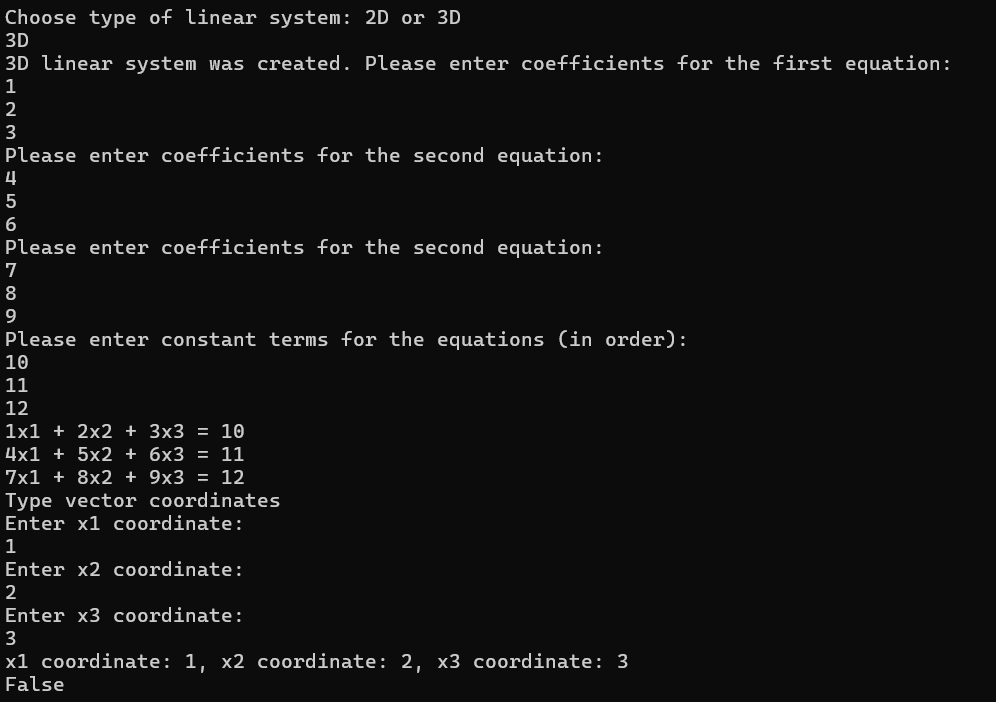 Choose type of linear system: 2D or 3D
3D
3D linear system was created. Please enter coefficients for the first equation:
1
2
3
Please enter coefficients for the second equation:
4
5
6
Please enter coefficients for the second equation:
7
8
9
Please enter constant terms for the equations (in order):
10
11
12
1x1 + 2x2 + 3x3 = 10
4x1 + 5x2 + 6x3 = 11
7x1 + 8x2 + 9x3 = 12
Type vector coordinates
Enter x1 coordinate:
1
Enter x2 coordinate:
2
Enter x3 coordinate:
3
x1 coordinate: 1, x2 coordinate: 2, x3 coordinate: 3
False